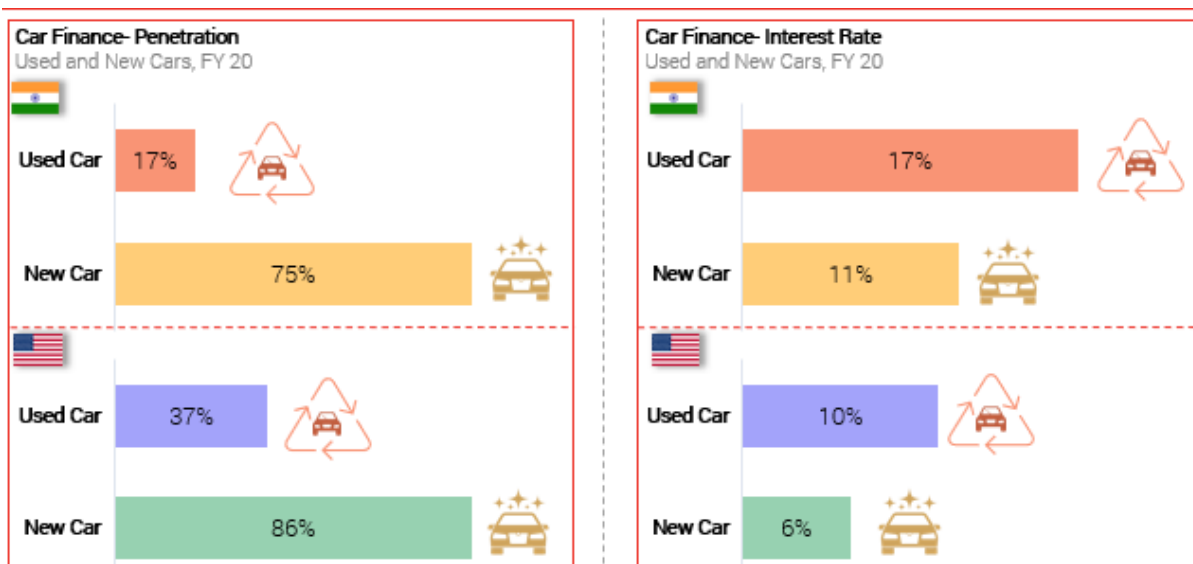 Car Finance- Penetration
Used and New Cars, FY 20
Used Car 17%
New Car 75%
Used Car 37%
New Car 86%
Car Finance- Interest Rate
Used and New Cars, FY 20
Used Car 17%
New Car 11%
Used Car 10%
New Car 6%